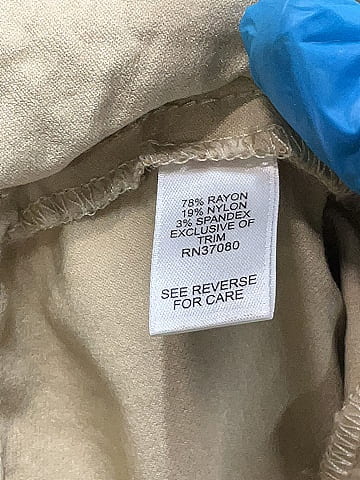 78% RAYON
19% NYLON
3% SPANDEX
EXCLUSIVE OF
TRIM
RN37080
SEE REVERSE
FOR CARE